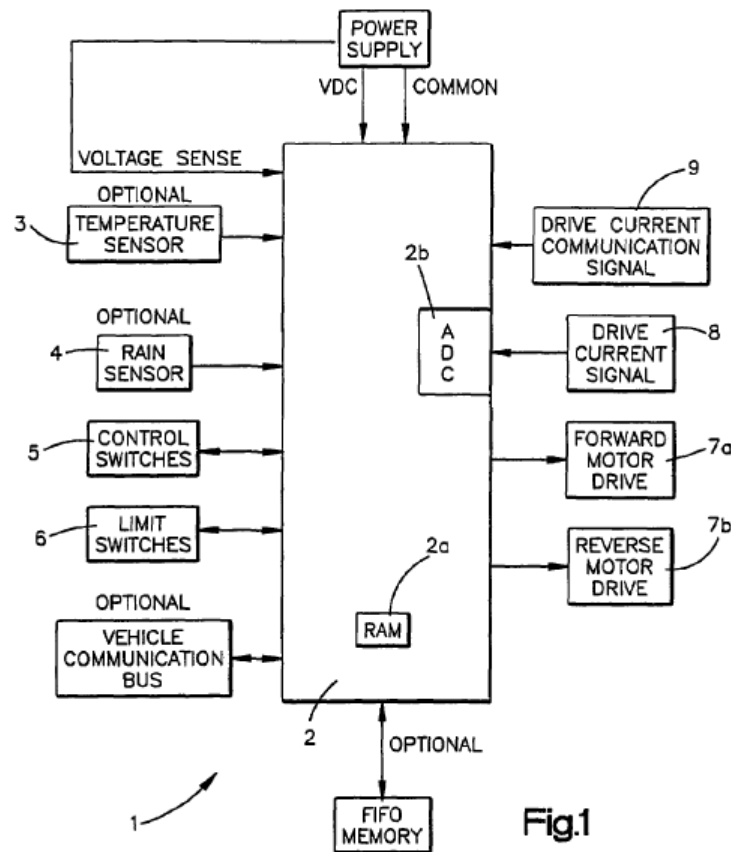 POWER
SUPPLY
VDC
COMMON
VOLTAGE SENSE
OPTIONAL
3
TEMPERATURE
SENSOR
OPTIONAL
4
RAIN
SENSOR
5
CONTROL
SWITCHES
6
LIMIT
SWITCHES
OPTIONAL
VEHICLE
COMMUNICATION
BUS
2b
A
D
C
2a
RAM
2
9
DRIVE CURRENT
COMMUNICATION
SIGNAL
8
DRIVE
CURRENT
SIGNAL
FORWARD
MOTOR
DRIVE
7a
REVERSE
MOTOR
DRIVE
7b
OPTIONAL
1
FIFO
MEMORY
Fig.1